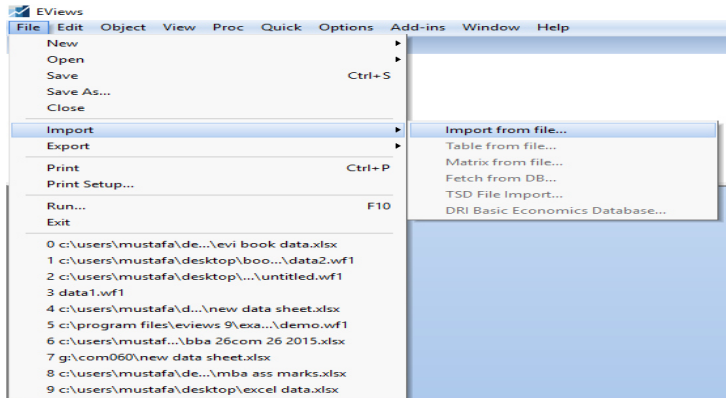 EViews
File Edit Object View Proc Quick Options Add-ins Window Help
New
Open
Save Ctrl+S
Save As...
Close
Import
Export
Print Ctrl+P
Print Setup...
Run... F10
Exit
0 c:\users\mustafa\de...\evi book data.xlsx
1 c:\users\mustafa\desktop\boo...\data2.wf1
2 c:\users\mustafa\desktop\...\untitled.wf1
3 data1.wf1
4 c:\users\mustafa\d...\new data sheet.xlsx
5 c:\program files\eviews 9\exa...\demo.wf1
6 c:\users\mustaf...\bba 26com 26 2015.xlsx
7 g:\com060\new data sheet.xlsx
8 c:\users\mustafa\de...\mba ass marks.xlsx
9 c:\users\mustafa\desktop\excel data.xlsx
Import from file...
Table from file...
Matrix from file...
Fetch from DB...
TSD File Import...
DRI Basic Economics Database...